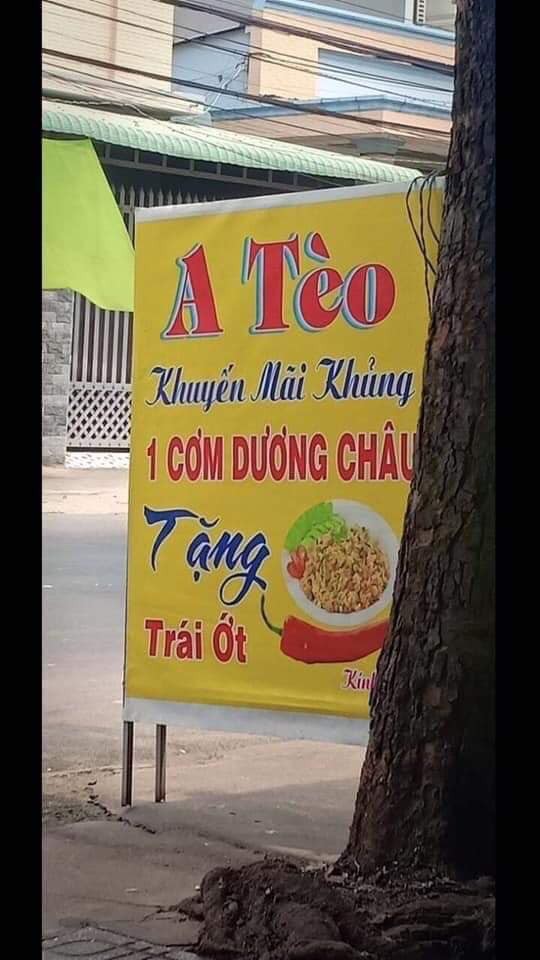 A Tèo
Khuyến Mãi Khủng
1 CƠM DƯƠNG CHÂU
Tặng
Trái Ớt